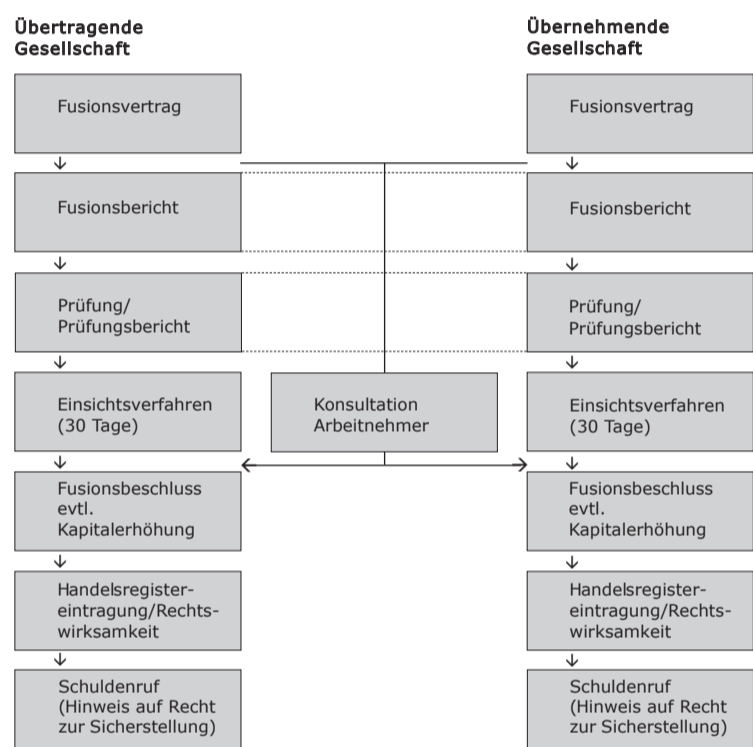 Übertragende
Gesellschaft
Fusionsvertrag
Fusionsbericht
Prüfung/
Prüfungsbericht
Einsichtsverfahren
(30 Tage)
Fusionsbeschluss
evtl.
Kapitalerhöhung
Handelsregister-
eintragung/Rechts-
wirksamkeit
Schuldenruf
(Hinweis auf Recht
zur Sicherstellung)
Konsultation
Arbeitnehmer
Übernehmende
Gesellschaft
Fusionsvertrag
Fusionsbericht
Prüfung/
Prüfungsbericht
Einsichtsverfahren
(30 Tage)
Fusionsbeschluss
evtl.
Kapitalerhöhung
Handelsregister-
eintragung/Rechts-
wirksamkeit
Schuldenruf
(Hinweis auf Recht
zur Sicherstellung)